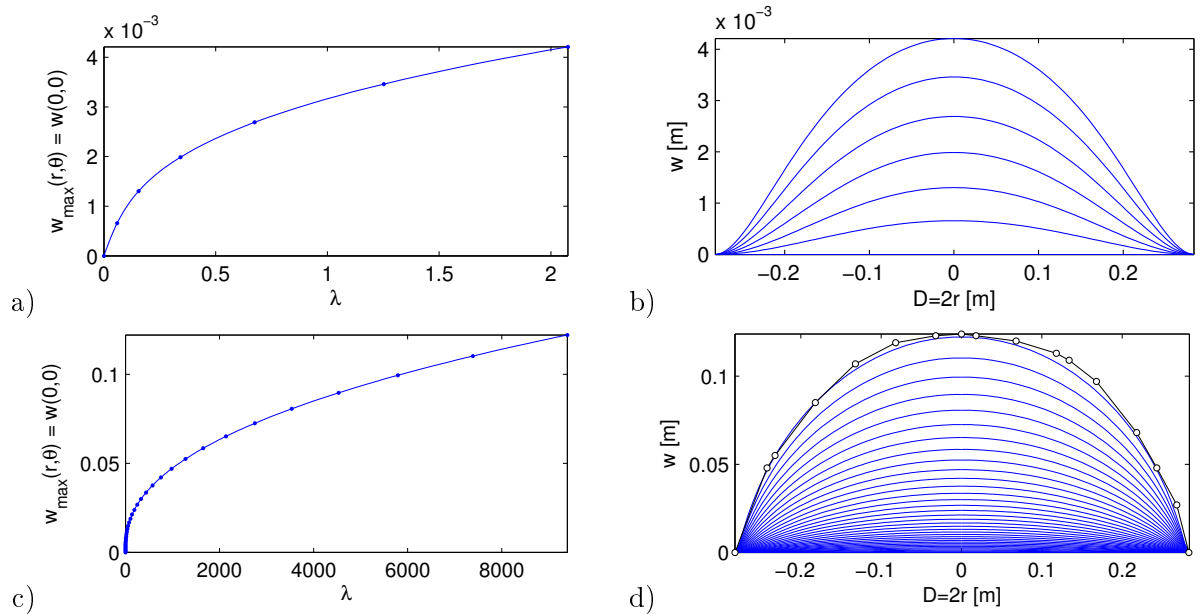 x 10⁻³
4
3
2
1
0
w_max(r,θ) = w(0,0)
0
0.5
1
1.5
2
λ
a)
x 10⁻³
4
3
2
1
0
w [m]
−0.2
−0.1
0
0.1
0.2
D=2r [m]
b)
0.1
0.05
0
w_max(r,θ) = w(0,0)
0
2000
4000
6000
8000
λ
c)
0.1
0.05
0
w [m]
−0.2
−0.1
0
0.1
0.2
D=2r [m]
d)